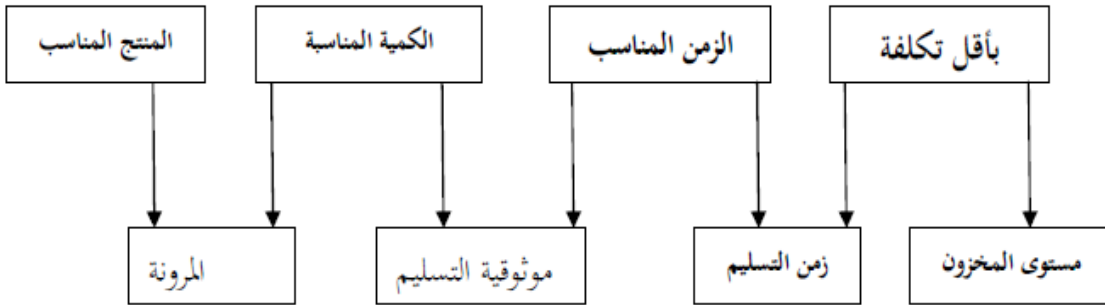 بأقل تكلفة
الزمن المناسب
الكمية المناسبة
المنتج المناسب
مستوى المخزون
زمن التسليم
موثوقية التسليم
المرونة